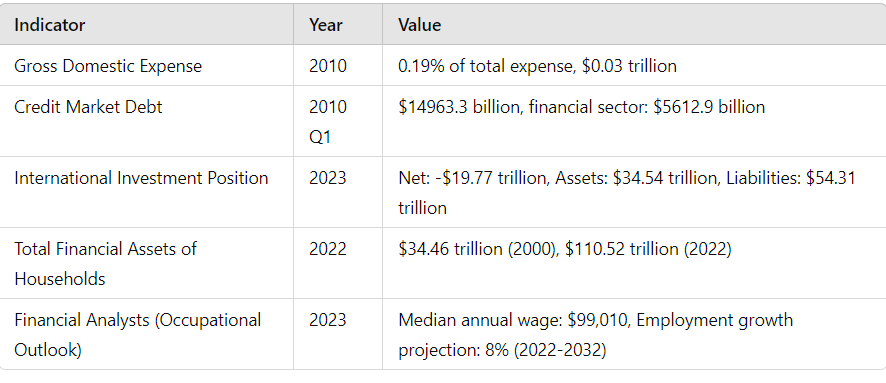 Indicator Year Value
Gross Domestic Expense 2010 0.19% of total expense, $0.03 trillion
Credit Market Debt 2010 $14963.3 billion, financial sector: $5612.9 billion
Q1
International Investment Position 2023 Net: -$19.77 trillion, Assets: $34.54 trillion, Liabilities: $54.31
trillion
Total Financial Assets of 2022 $34.46 trillion (2000), $110.52 trillion (2022)
Households
Financial Analysts (Occupational 2023 Median annual wage: $99,010, Employment growth
Outlook) projection: 8% (2022-2032)